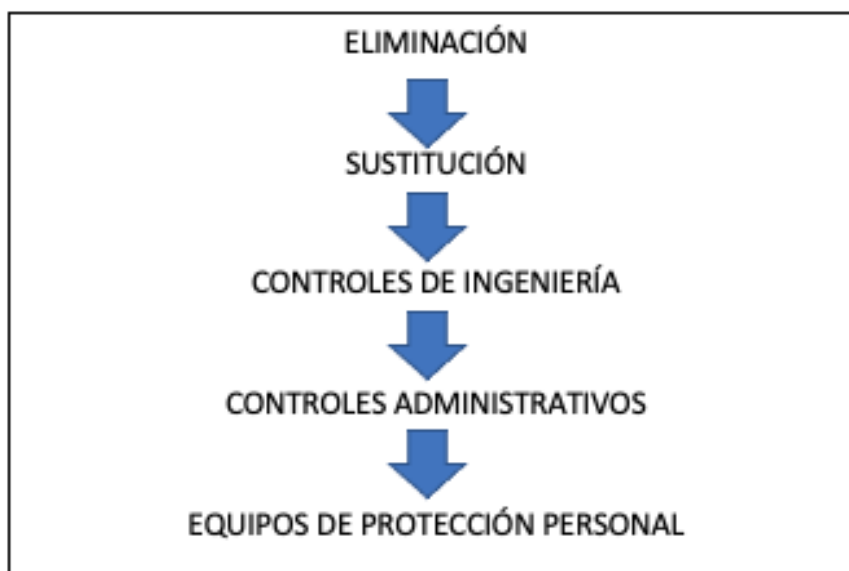 ELIMINACIÓN
SUSTITUCIÓN
CONTROLES DE INGENIERÍA
CONTROLES ADMINISTRATIVOS
EQUIPOS DE PROTECCIÓN PERSONAL